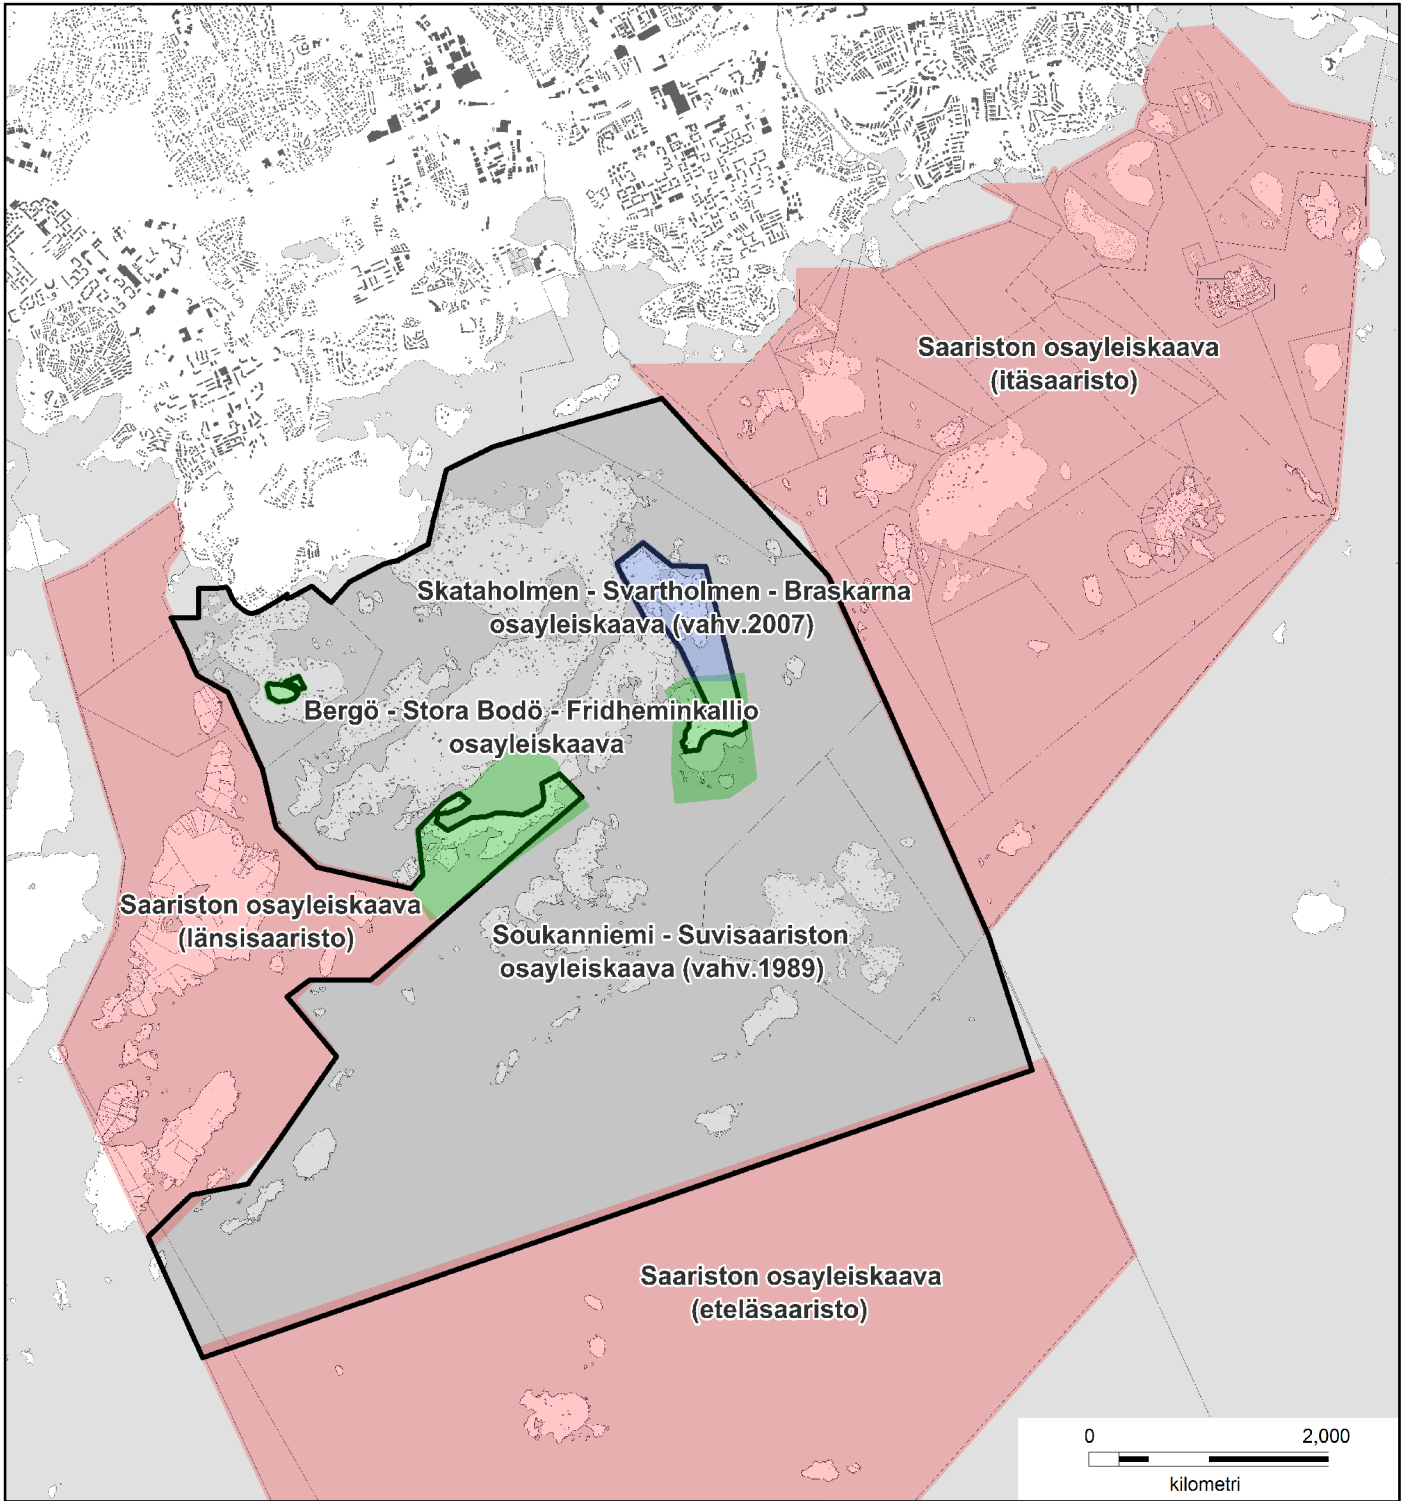 Saariston osayleiskaava
(itäsaaristo)
Skataholmen - Svartholmen - Braskarna
osayleiskaava (vahv.2007)
Bergö - Stora Bodö - Fridheminkallio
osayleiskaava
Saariston osayleiskaava
(länsisaaristo)
Soukanniemi - Suvisaariston
osayleiskaava (vahv.1989)
Saariston osayleiskaava
(eteläsaaristo)
0 2,000
kilometri